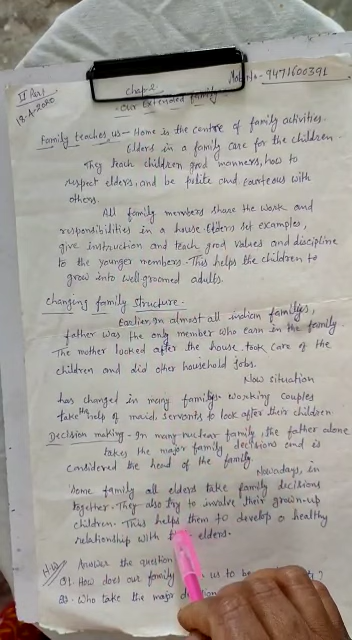 II Part
Mob. No - 9471600391
13-4-2020
Chap 2
Our Extended family
Family teaches us - Home is the centre of family activities.
Elders in a family care for the children.
They teach children good manners, how to
respect elders, and be polite and courteous with
others.
All family members share the work and
responsibilities in a house. Elders set examples,
give instruction and teach good values and discipline
to the younger members. This helps the children to
grow into well groomed adults.
Changing family Structure -
Earlier, in almost all indian families,
father was the only member who earn in the family
The mother looked after the house took care of the
children and did other household jobs.
Now situation
has changed in many family. working couples
take the help of maid, servants to look after their children
Decision making - In many nuclear family, the father alone
takes the major family decisions and is
considered the head of the family
Nowadays, in
some family all elders take family decisions
together. They also try to involve their grown-up
children. This helps them to develop a healthy
relationship with elders.
H/W
Answer the question
Q1. How does our family us to be
Q2. Who take the major